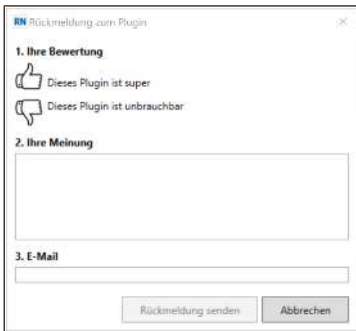 RN Rückmeldung zum Plugin
1. Ihre Bewertung
Dieses Plugin ist super
Dieses Plugin ist unbrauchbar
2. Ihre Meinung
3. E-Mail
Rückmeldung senden
Abbrechen